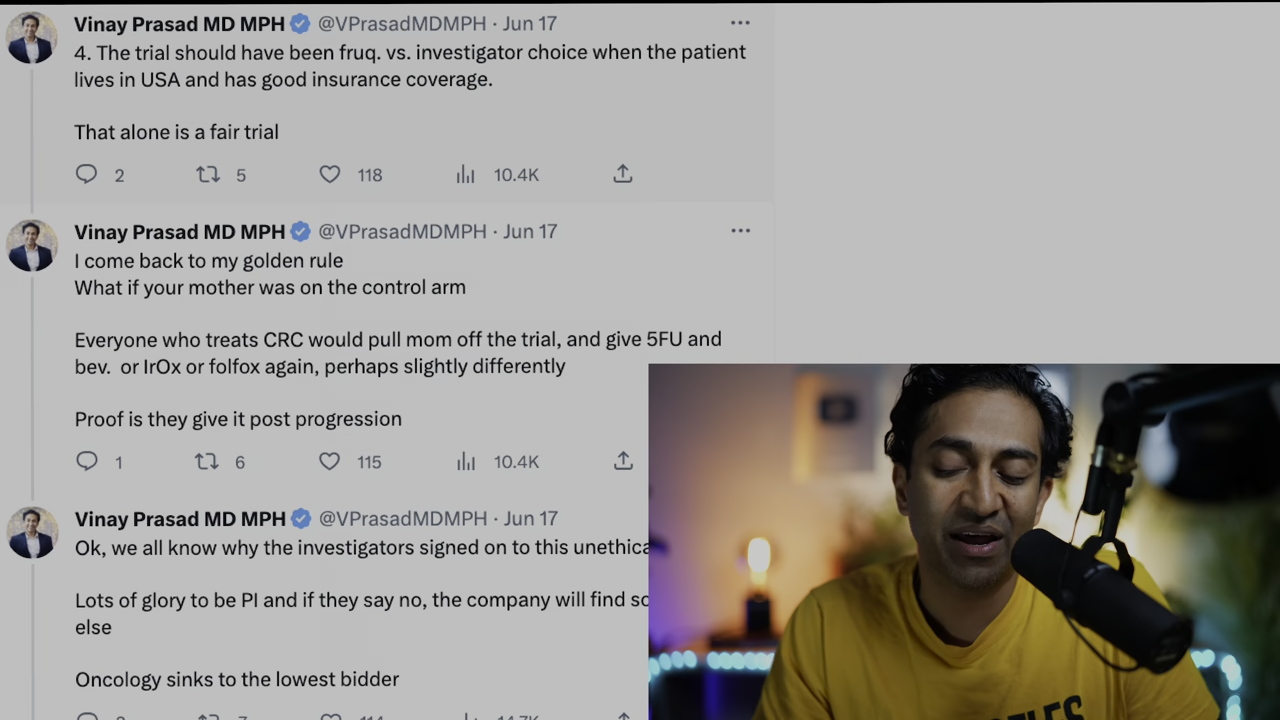 Vinay Prasad MD MPH @VPrasadMDMPH · Jun 17
4. The trial should have been fruq. vs. investigator choice when the patient
lives in USA and has good insurance coverage.
That alone is a fair trial
2 5 118 10.4K
Vinay Prasad MD MPH @VPrasadMDMPH · Jun 17
I come back to my golden rule
What if your mother was on the control arm
Everyone who treats CRC would pull mom off the trial, and give 5FU and
bev. or IrOx or folfox again, perhaps slightly differently
Proof is they give it post progression
1 6 115 10.4K
Vinay Prasad MD MPH @VPrasadMDMPH · Jun 17
Ok, we all know why the investigators signed on to this
Lots of glory to be PI and if they say no, the company will find
else
Oncology sinks to the lowest bidder